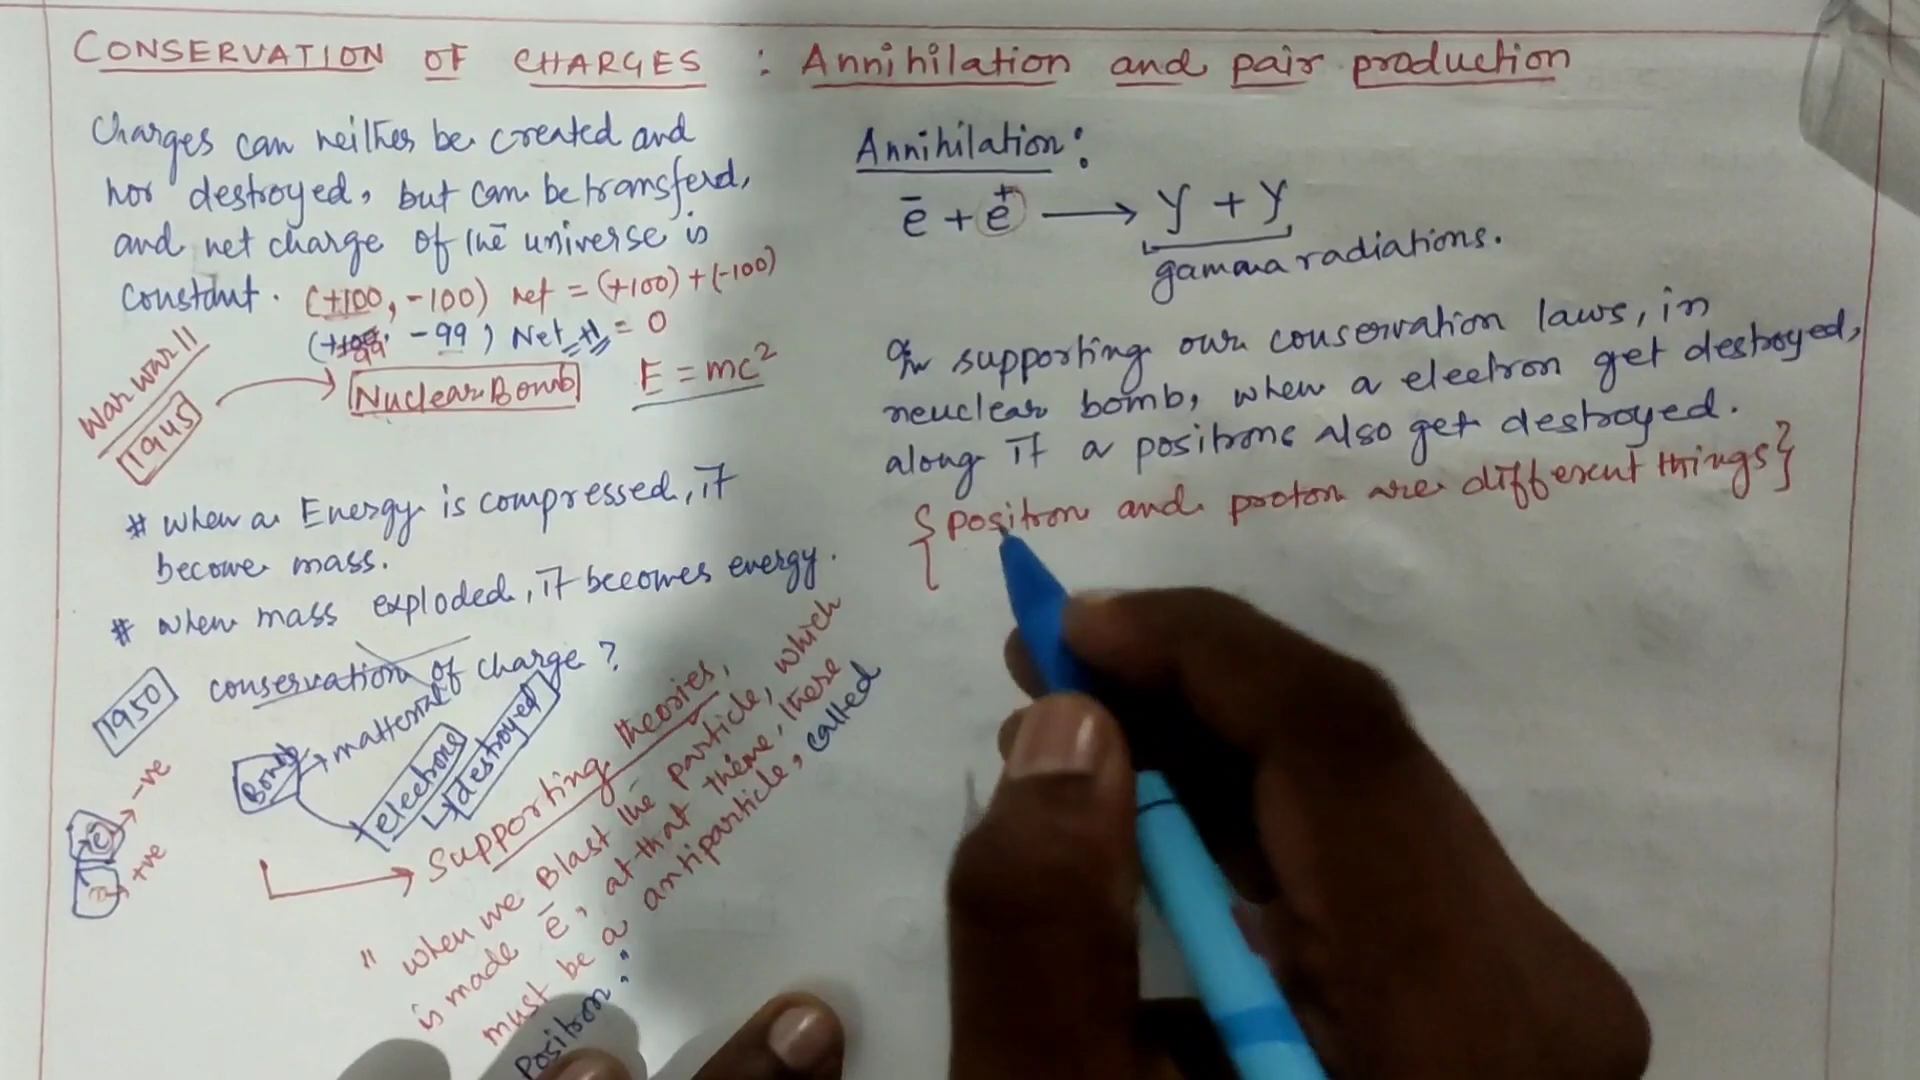 CONSERVATION OF CHARGES : Annihilation and pair production
Charges can neither be created and
nor destroyed, but can be transferd,
and net charge of the universe is
constant. (+100, -100) net = (+100) + (-100)
-99) Net +1 = 0
War war II
1945
Nuclear Bomb
E = mc²
# when a Energy is compressed, it
become mass.
# when mass exploded, it becomes energy.
1950
conservation of charge?
Bomb
material
electrons
destroyed
e
-ve
+ve
Supporting theories,
" when we Blast the particle, which
is made ē, at that theme, there
must be a antiparticle, called
Positron."
Annihilation:
ē + e⁺ → γ + γ
gamma radiations.
supporting our conservation laws, in
neuclear bomb, when a electron get destroyed,
along it a positrons also get destroyed.
{ positron and proton are different things }